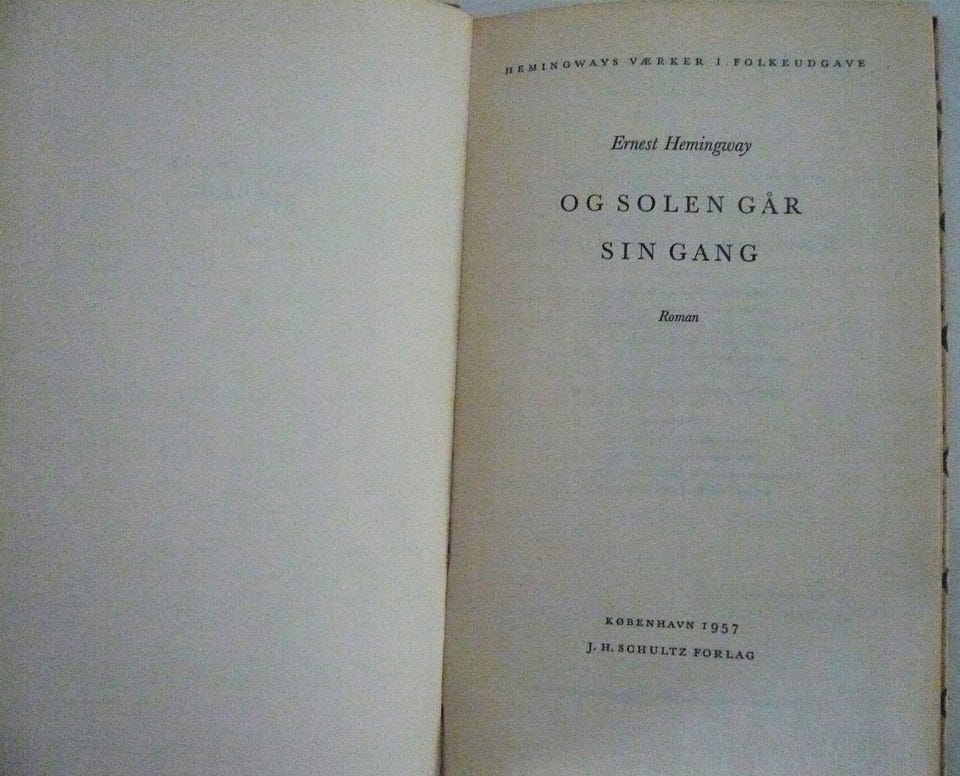 HEMINGWAYS VÆRKER I FOLKEUDGAVE
Ernest Hemingway
OG SOLEN GÅR
SIN GANG
Roman
KØBENHAVN 1957
J. H. SCHULTZ FORLAG